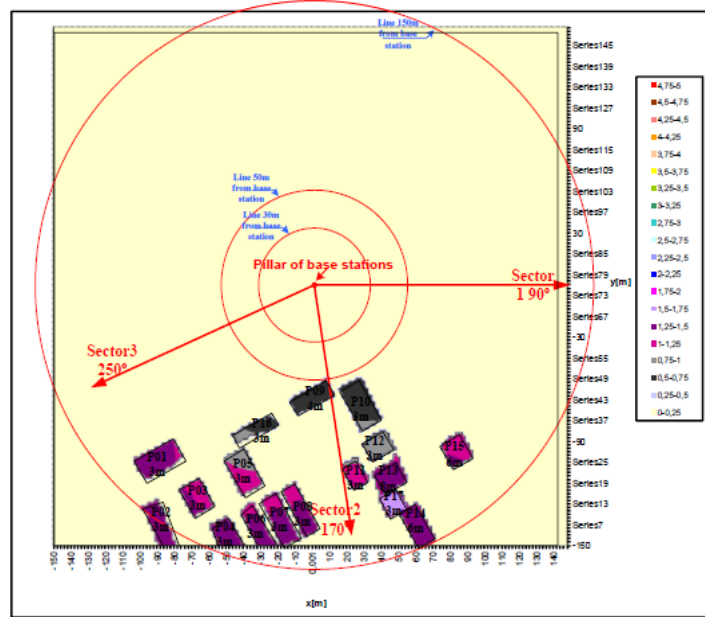 Line 150m
from base
station
Line 50m
from base
station
Line 30m
from base
station
Pillar of base stations
Sector
1 90°
Sector3
250°
Sector2
170
P09
4m
P10
3m
P16
3m
P12
3m
P15
6m
P01
3m
P05
3m
P11
3m
P13
P17
3m
P03
3m
P02
3m
P04
3m
P06
3m
P07
3m
P08
3m
P14
6m
Series145
Series139
Series133
Series127
90
Series115
Series109
Series103
Series97
30
Series85
Series79
y[m]
Series73
Series67
-30
Series55
Series49
Series43
Series37
-90
Series25
Series19
Series13
Series7
-150
-150
-140
-130
-120
-110
-100
-90
-80
-70
-60
-50
-40
-30
-20
-10
0,00
10
20
30
40
50
60
70
80
90
100
110
120
130
140
x[m]
4,75-5
4,5-4,75
4,25-4,5
4-4,25
3,75-4
3,5-3,75
3,25-3,5
3-3,25
2,75-3
2,5-2,75
2,25-2,5
2-2,25
1,75-2
1,5-1,75
1,25-1,5
1-1,25
0,75-1
0,5-0,75
0,25-0,5
0-0,25